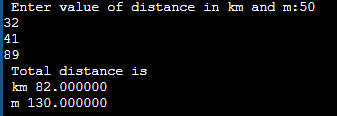 Enter value of distance in km and m:50
32
41
89
Total distance is
km 82.000000
m 130.000000